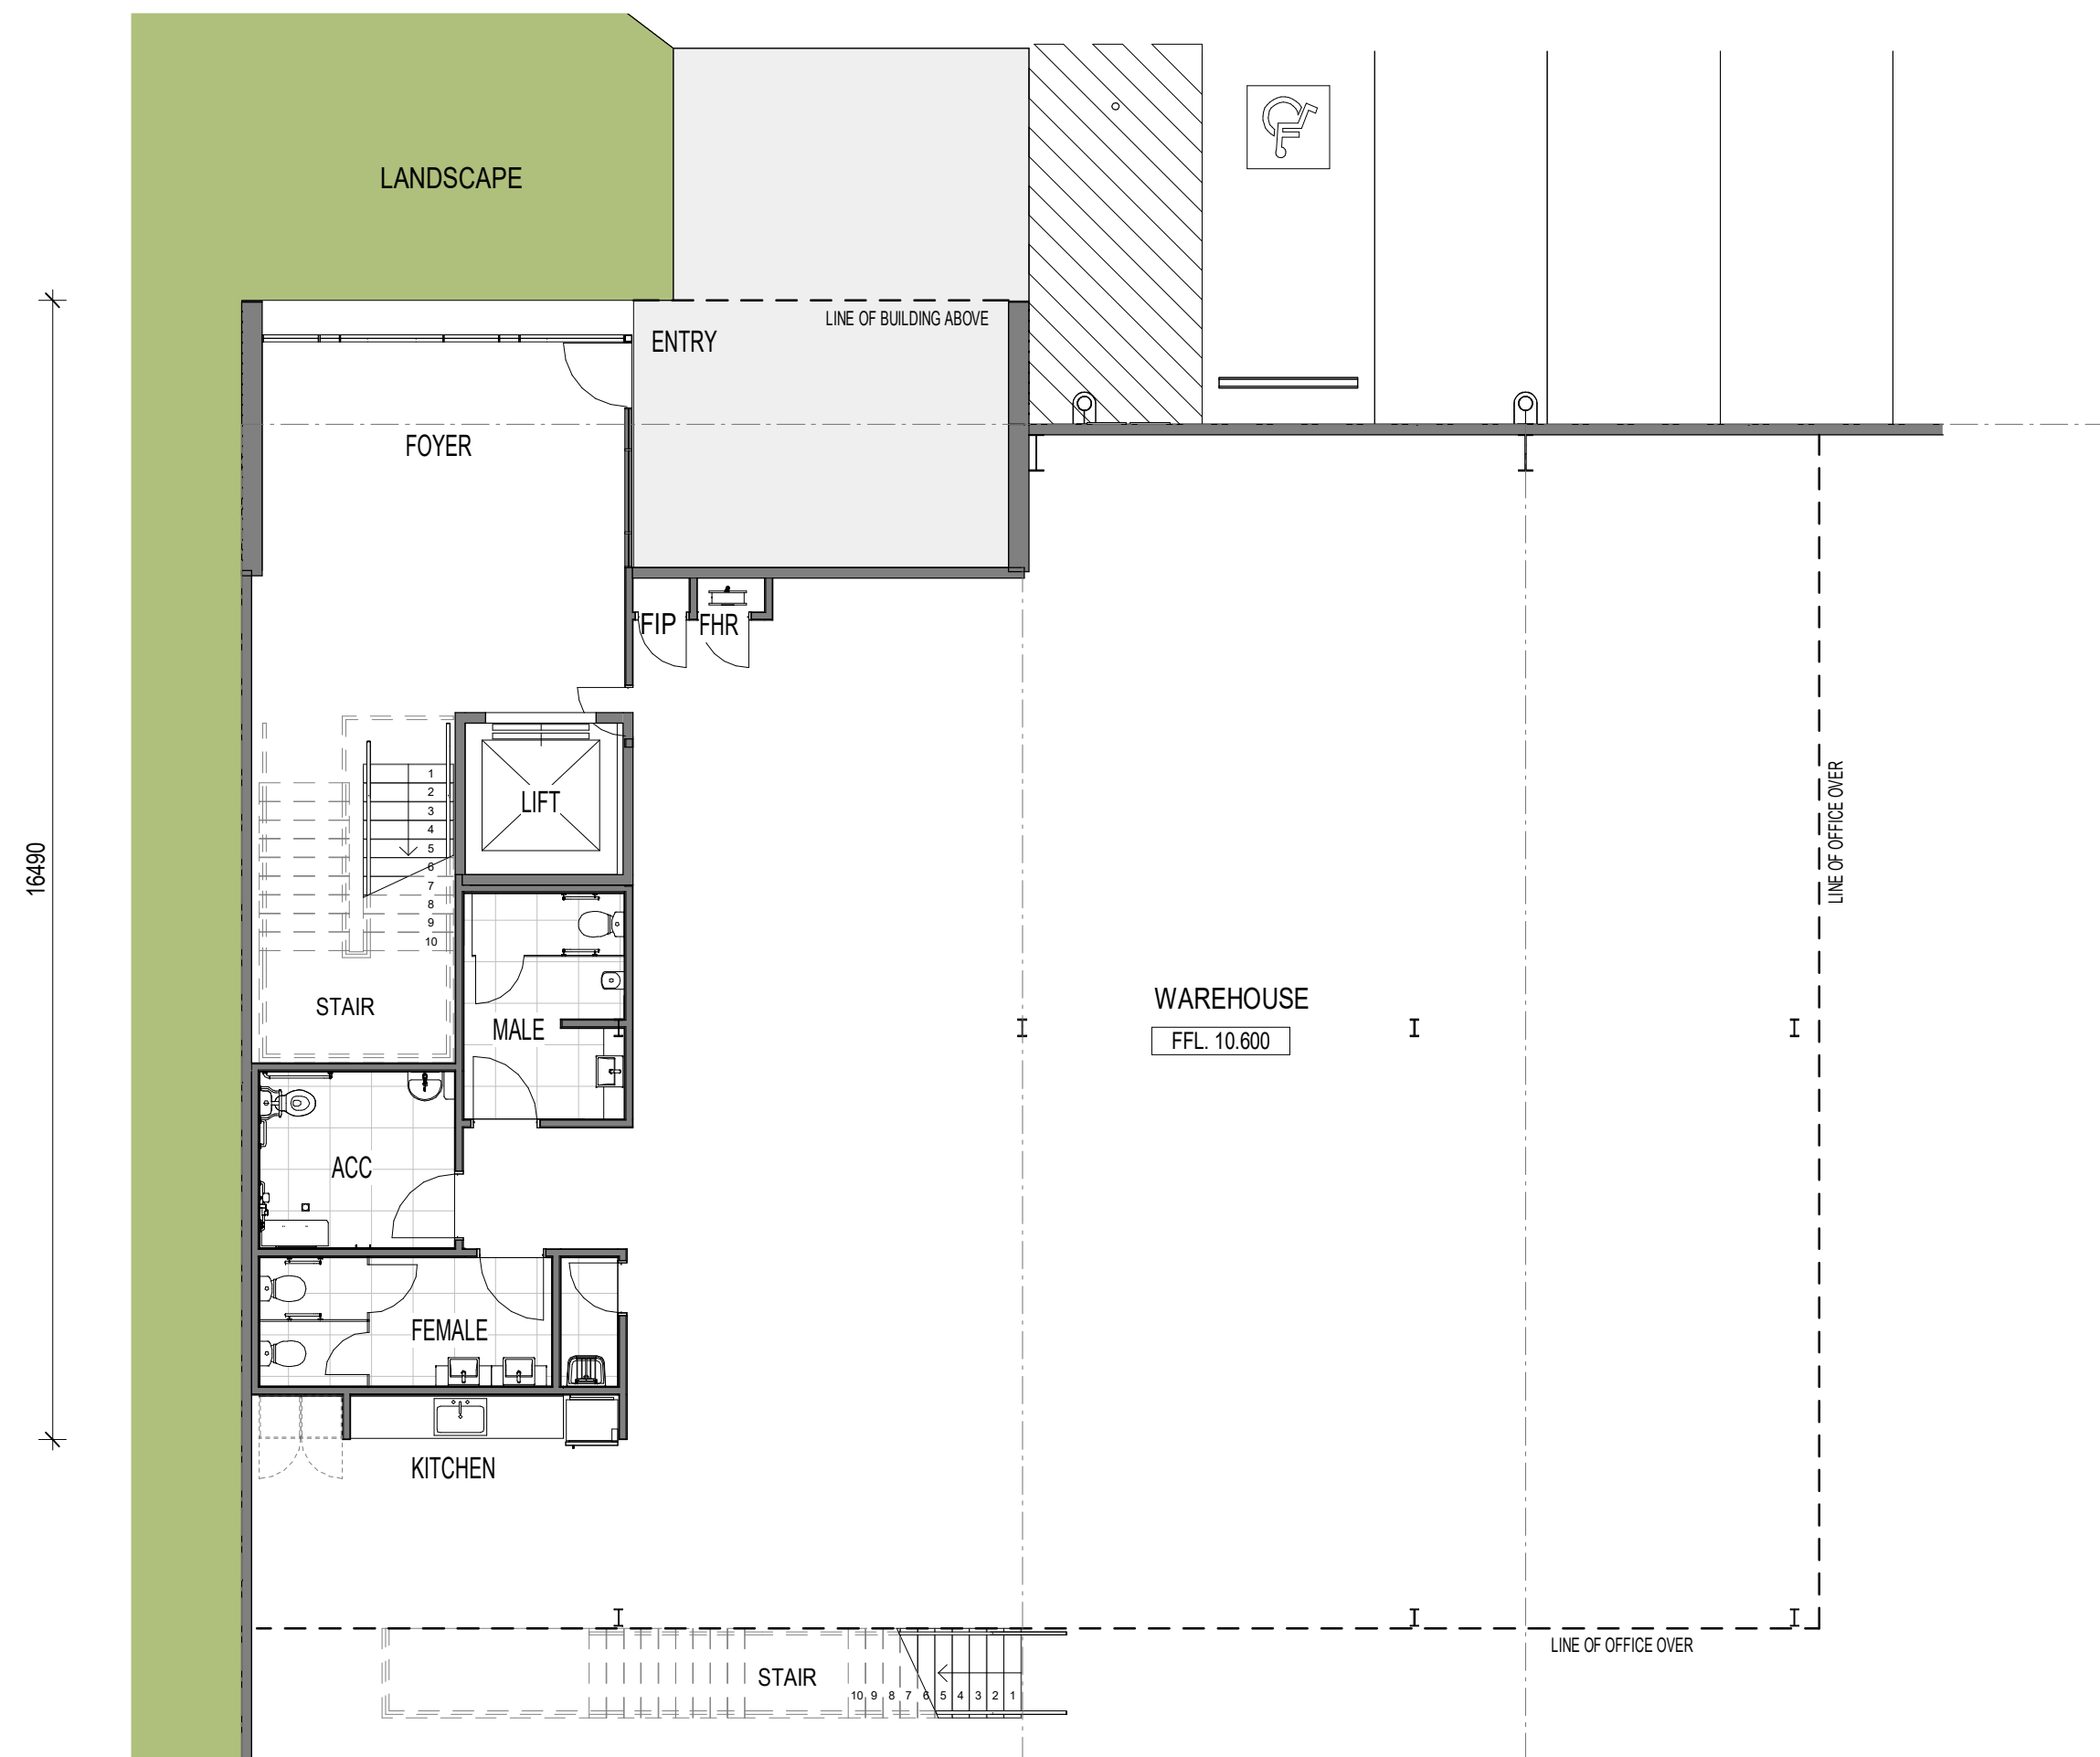 LANDSCAPE
LINE OF BUILDING ABOVE
ENTRY
FOYER
FIP
FHR
1
2
3
4
5
6
7
8
9
10
LIFT
LINE OF OFFICE OVER
16490
STAIR
WAREHOUSE
MALE
FFL. 10.600
ACC
FEMALE
KITCHEN
LINE OF OFFICE OVER
STAIR
10 9 8 7 6 5 4 3 2 1